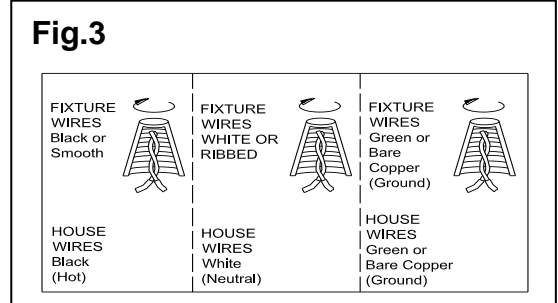 Fig.3
FIXTURE
WIRES
Black or
Smooth
HOUSE
WIRES
Black
(Hot)
FIXTURE
WIRES
WHITE OR
RIBBED
HOUSE
WIRES
White
(Neutral)
FIXTURE
WIRES
Green or
Bare
Copper
(Ground)
HOUSE
WIRES
Green or
Bare Copper
(Ground)